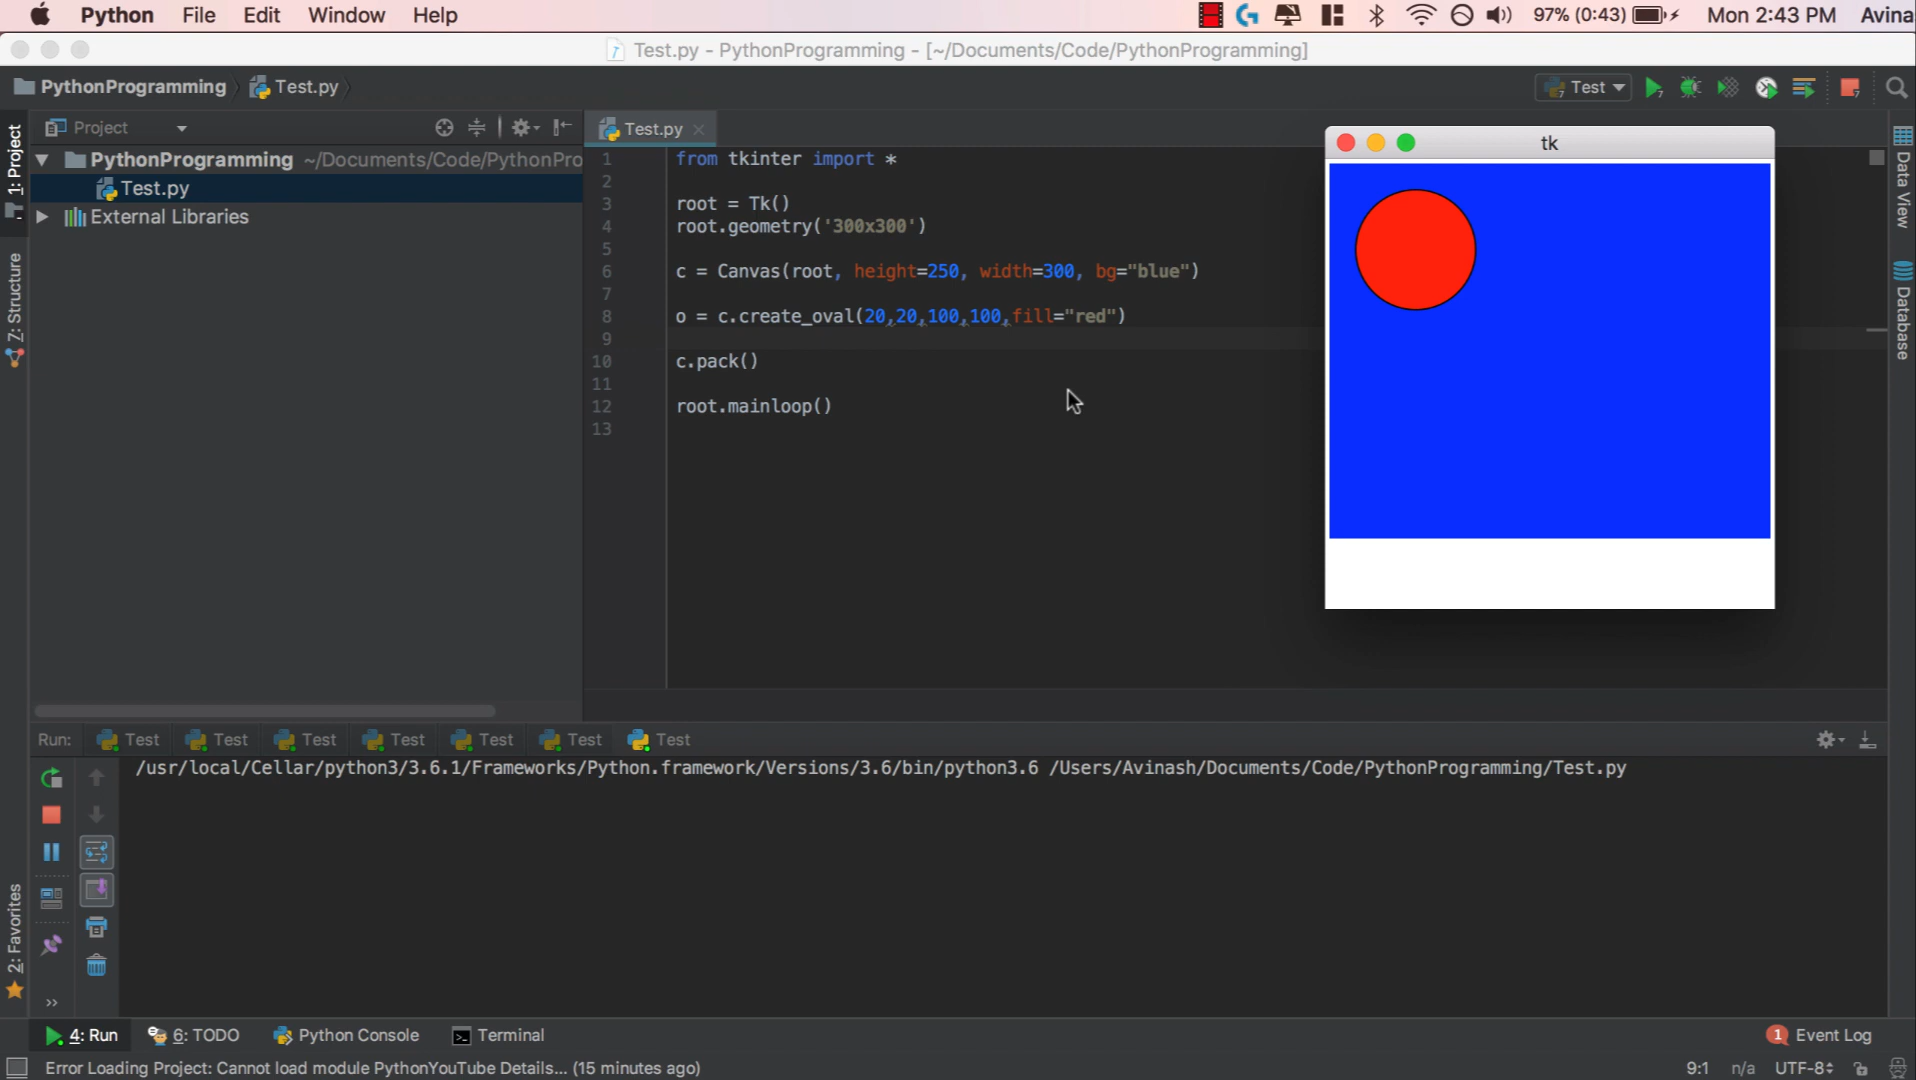 Python File Edit Window Help 97% (0:43) Mon 2:43 PM Avina
Test.py - PythonProgramming - [~/Documents/Code/PythonProgramming]
PythonProgramming Test.py Test
Project
Test.py
tk
PythonProgramming ~/Documents/Code/PythonPro
Test.py
External Libraries
1: Project
Z: Structure
2: Favorites
Data View
Database
1 from tkinter import *
2
3 root = Tk()
4 root.geometry('300x300')
5
6 c = Canvas(root, height=250, width=300, bg="blue")
7
8 o = c.create_oval(20,20,100,100,fill="red")
9
10 c.pack()
11
12 root.mainloop()
13
Run: Test Test Test Test Test Test Test
/usr/local/Cellar/python3/3.6.1/Frameworks/Python.framework/Versions/3.6/bin/python3.6 /Users/Avinash/Documents/Code/PythonProgramming/Test.py
4: Run 6: TODO Python Console Terminal 1 Event Log
Error Loading Project: Cannot load module PythonYouTube Details... (15 minutes ago) 9:1 n/a UTF-8